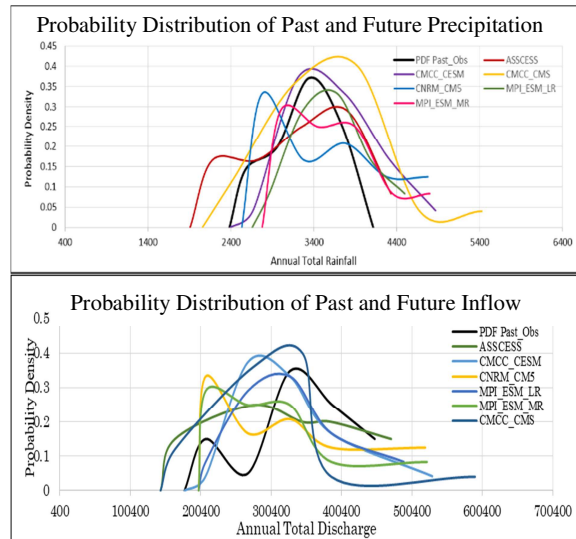 Probability Distribution of Past and Future Precipitation
0.45
0.4
0.35
0.3
0.25
0.2
0.15
0.1
0.05
0
Probability Density
PDF Past_Obs
ASSCESS
CMCC_CESM
CMCC_CMS
CNRM_CM5
MPI_ESM_LR
MPI_ESM_MR
400 1400 2400 3400 4400 5400 6400
Annual Total Rainfall
Probability Distribution of Past and Future Inflow
0.5
0.4
0.3
0.2
0.1
0
Probability Density
PDF Past_Obs
ASSCESS
CMCC_CESM
CNRM_CM5
MPI_ESM_LR
MPI_ESM_MR
CMCC_CMS
400 100400 200400 300400 400400 500400 600400 700400
Annual Total Discharge